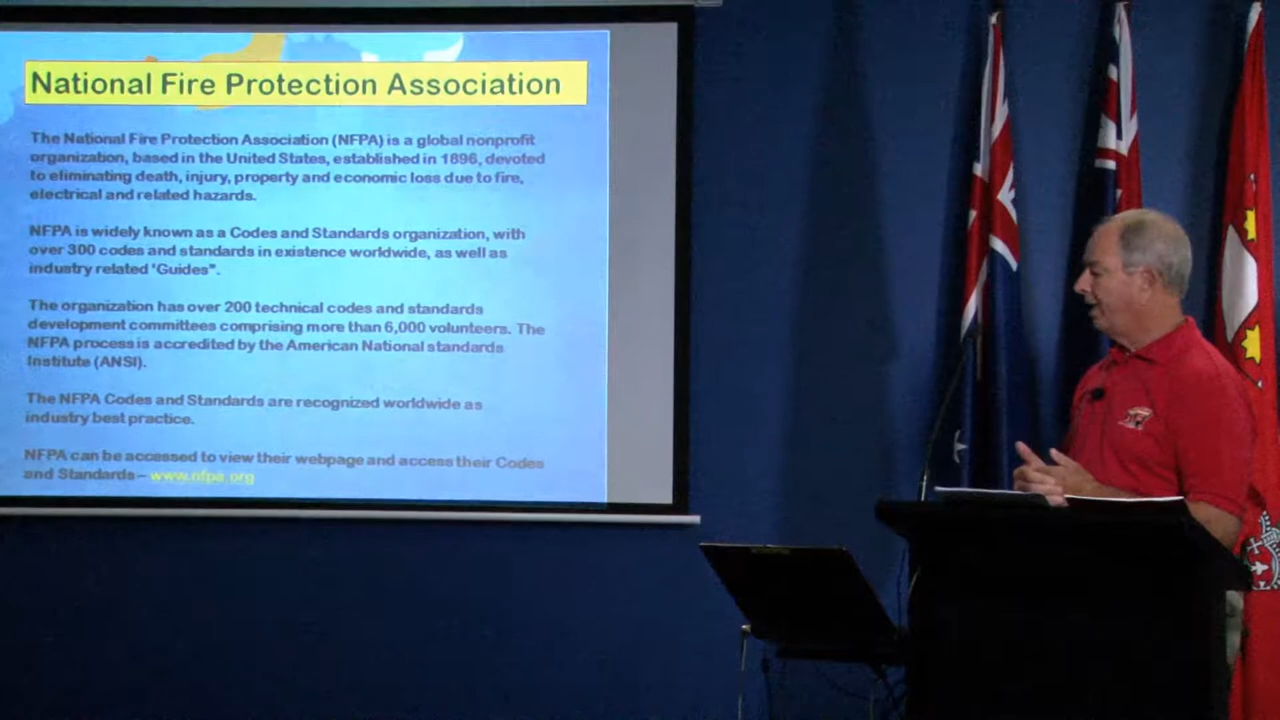 National Fire Protection Association
The National Fire Protection Association (NFPA) is a global nonprofit
organization, based in the United States, established in 1896, devoted
to eliminating death, injury, property and economic loss due to fire,
electrical and related hazards.
NFPA is widely known as a Codes and Standards organization, with
over 300 codes and standards in existence worldwide, as well as
industry related 'Guides".
The organization has over 200 technical codes and standards
development committees comprising more than 6,000 volunteers. The
NFPA process is accredited by the American National standards
Institute (ANSI).
The NFPA Codes and Standards are recognized worldwide as
industry best practice.
NFPA can be accessed to view their webpage and access their Codes
and Standards – www.nfpa.org